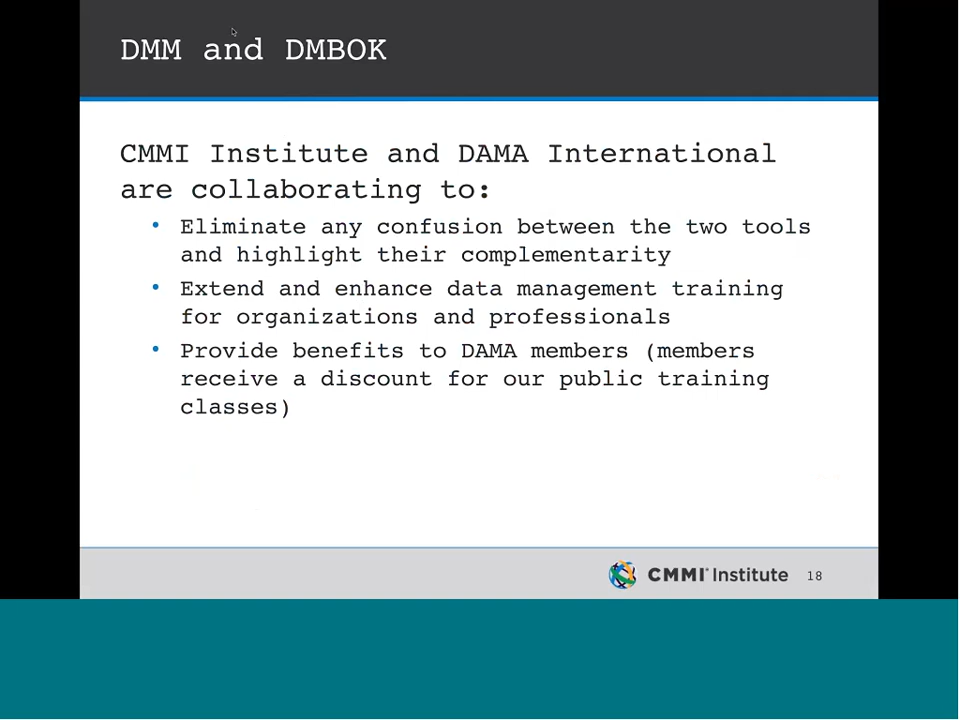 DMM and DMBOK
CMMI Institute and DAMA International
are collaborating to:
• Eliminate any confusion between the two tools
and highlight their complementarity
• Extend and enhance data management training
for organizations and professionals
• Provide benefits to DAMA members (members
receive a discount for our public training
classes)
CMMI® Institute 18